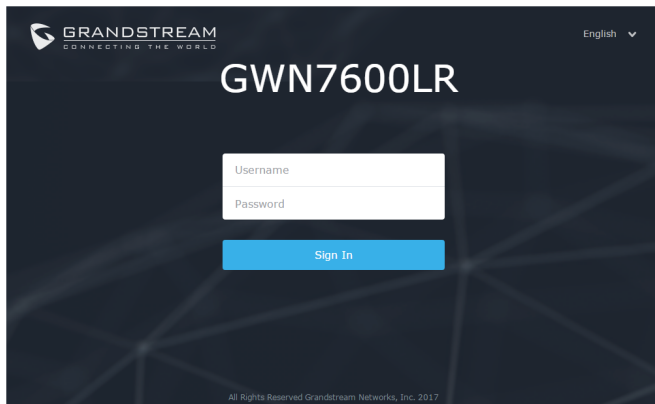 GRANDSTREAM
CONNECTING THE WORLD
English
GWN7600LR
Username
Password
Sign In
All Rights Reserved Grandstream Networks, Inc. 2017